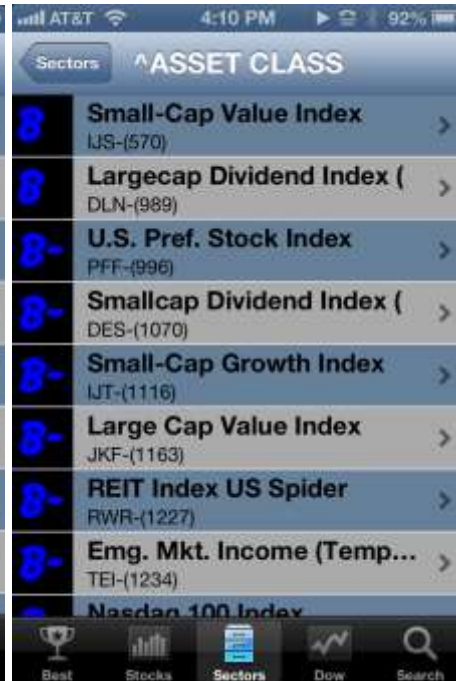 AT&T 4:10 PM 92%
Sectors ^ASSET CLASS
B Small-Cap Value Index
IJS-(570)
B Largecap Dividend Index (
DLN-(989)
B- U.S. Pref. Stock Index
PFF-(996)
B- Smallcap Dividend Index (
DES-(1070)
B- Small-Cap Growth Index
IJT-(1116)
B- Large Cap Value Index
JKF-(1163)
B- REIT Index US Spider
RWR-(1227)
B- Emg. Mkt. Income (Temp...
TEI-(1234)
Nasdaq 100 Index
Best Stocks Sectors Dow Search